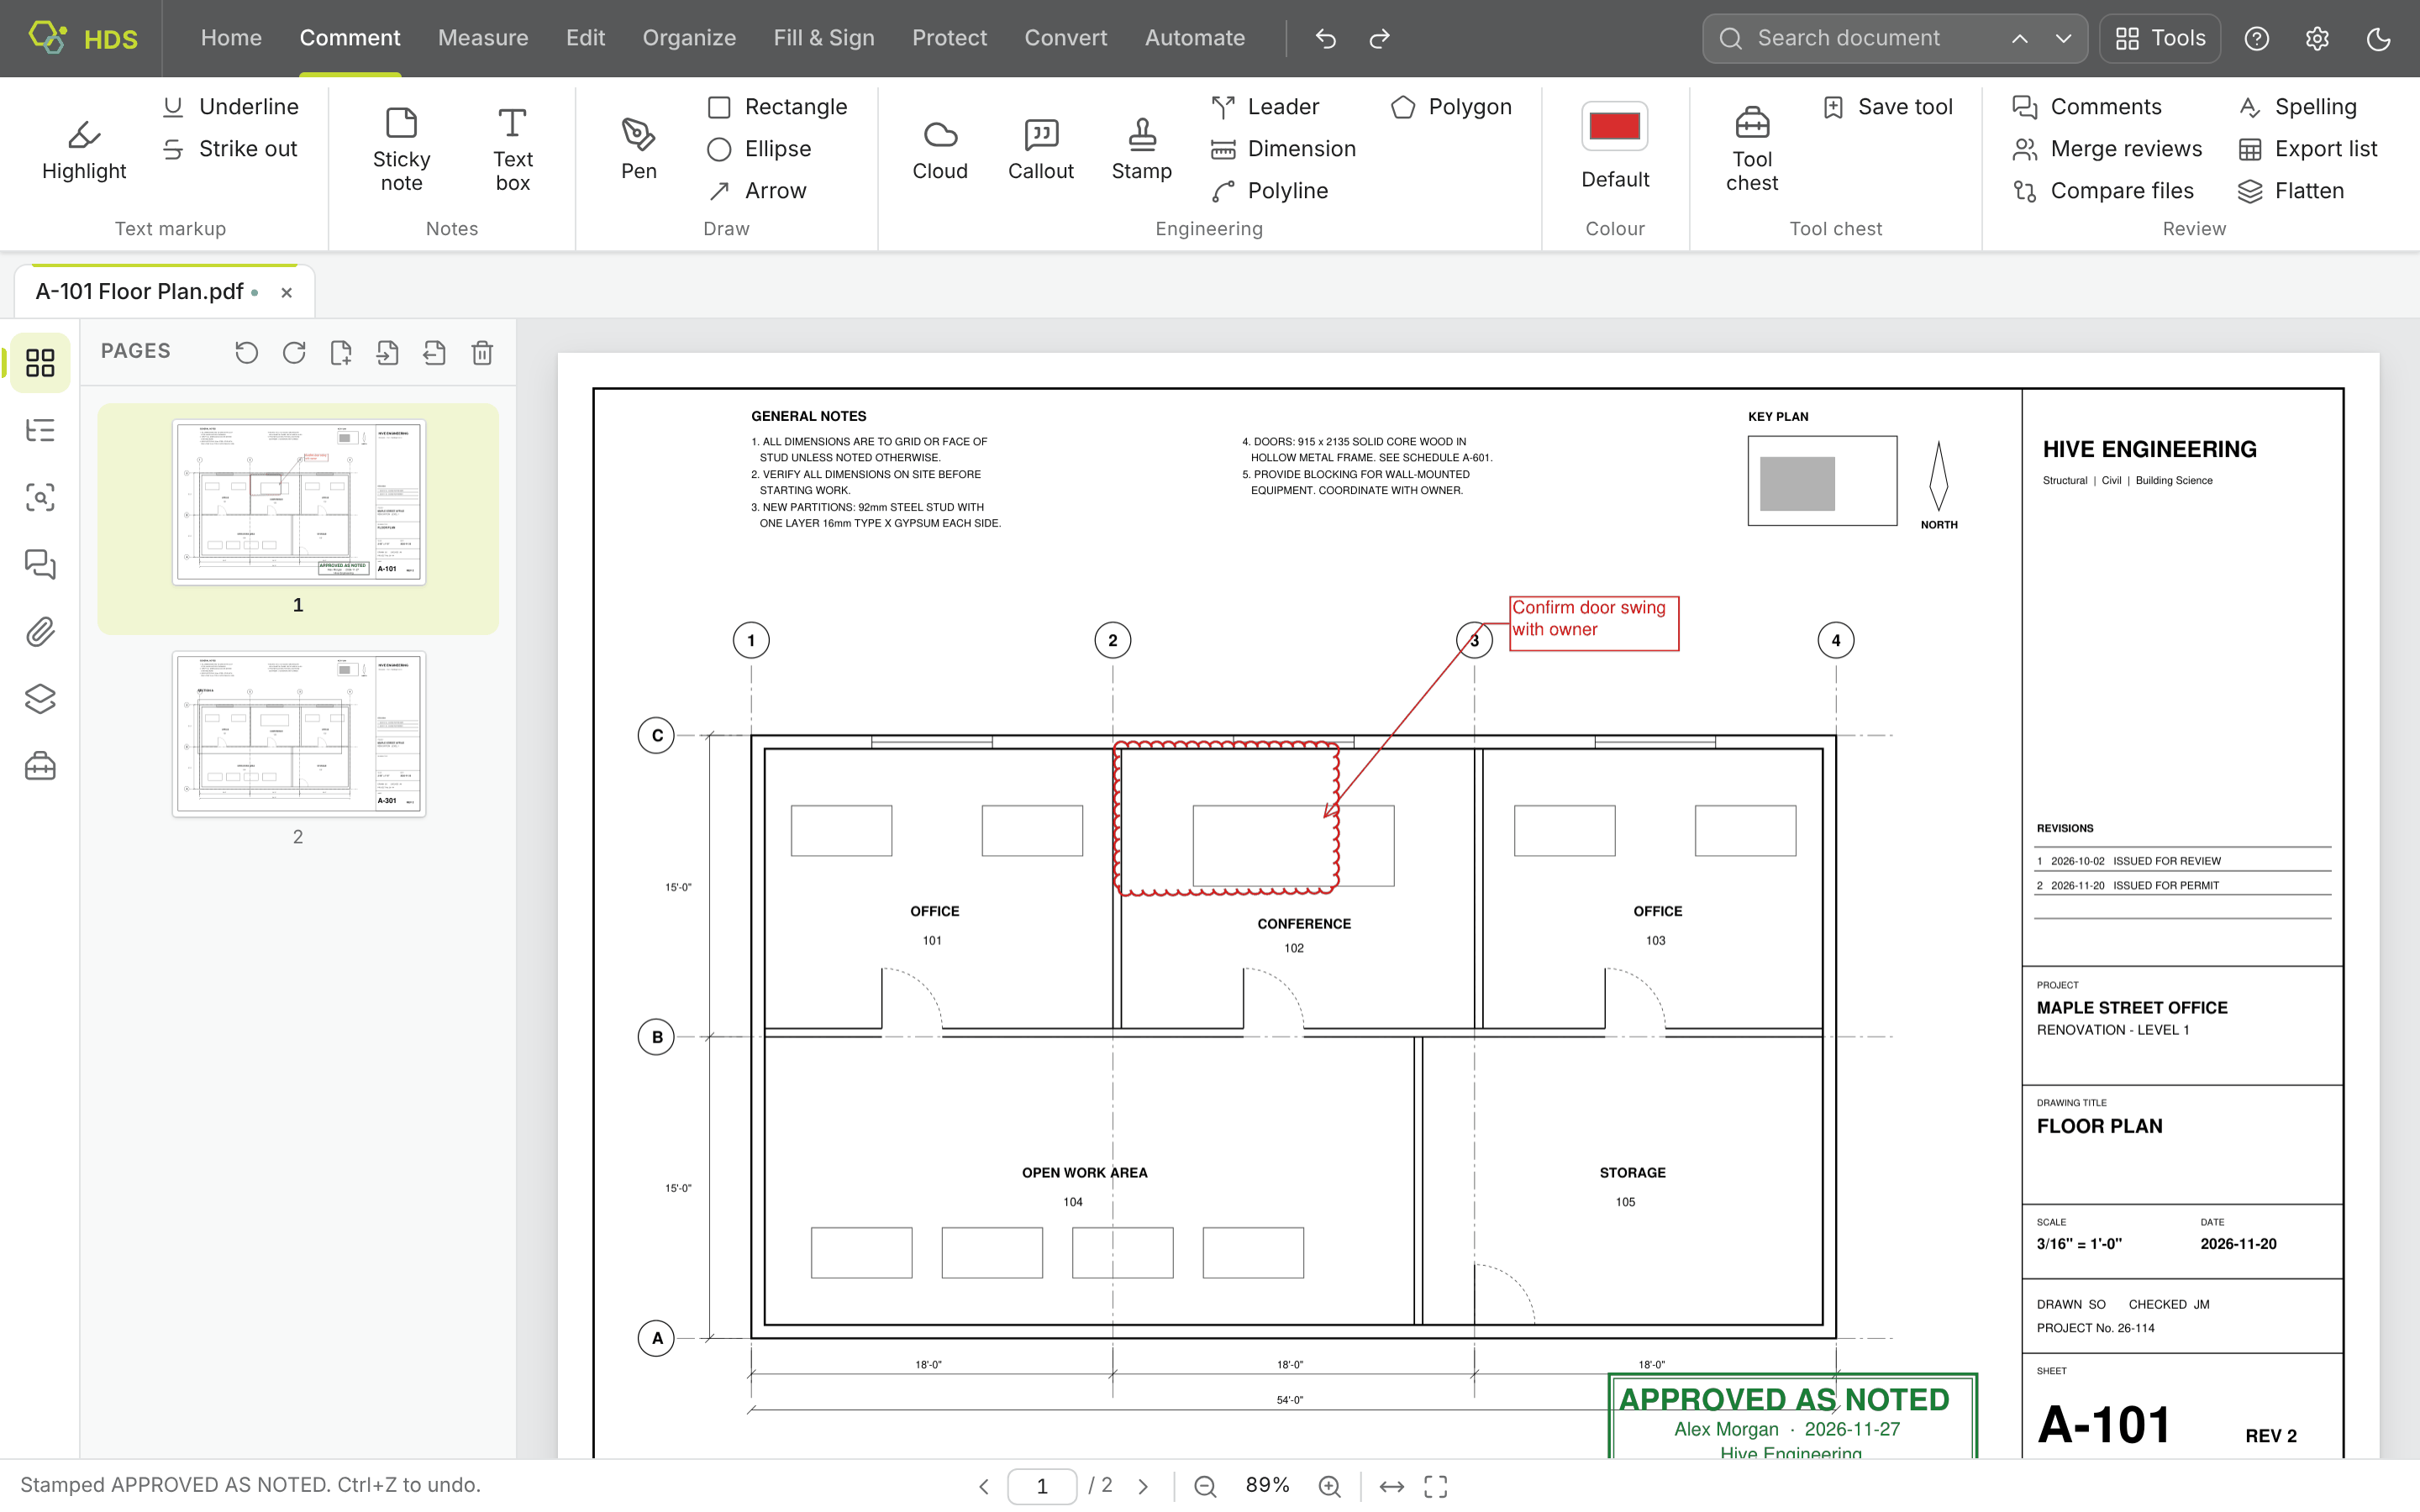 HDS
Home
Comment
Measure
Edit
Organize
Fill & Sign
Protect
Convert
Automate
Search document
Tools
Highlight
Underline
Strike out
Text markup
Sticky
note
Text
box
Notes
Pen
Rectangle
Ellipse
Arrow
Draw
Cloud
Callout
Stamp
Leader
Dimension
Polyline
Polygon
Engineering
Default
Colour
Tool
chest
Save tool
Tool chest
Comments
Merge reviews
Compare files
Spelling
Export list
Flatten
Review
A-101 Floor Plan.pdf
PAGES
1
2
GENERAL NOTES
1. ALL DIMENSIONS ARE TO GRID OR FACE OF
STUD UNLESS NOTED OTHERWISE.
2. VERIFY ALL DIMENSIONS ON SITE BEFORE
STARTING WORK.
3. NEW PARTITIONS: 92mm STEEL STUD WITH
ONE LAYER 16mm TYPE X GYPSUM EACH SIDE.
4. DOORS: 915 x 2135 SOLID CORE WOOD IN
HOLLOW METAL FRAME. SEE SCHEDULE A-601.
5. PROVIDE BLOCKING FOR WALL-MOUNTED
EQUIPMENT. COORDINATE WITH OWNER.
KEY PLAN
NORTH
Confirm door swing
with owner
1
2
3
4
C
B
A
15'-0"
15'-0"
OFFICE
101
CONFERENCE
102
OFFICE
103
OPEN WORK AREA
104
STORAGE
105
18'-0"
18'-0"
18'-0"
54'-0"
APPROVED AS NOTED
Alex Morgan · 2026-11-27
Hive Engineering
HIVE ENGINEERING
Structural | Civil | Building Science
REVISIONS
1 2026-10-02 ISSUED FOR REVIEW
2 2026-11-20 ISSUED FOR PERMIT
PROJECT
MAPLE STREET OFFICE
RENOVATION - LEVEL 1
DRAWING TITLE
FLOOR PLAN
SCALE
3/16" = 1'-0"
DATE
2026-11-20
DRAWN SO CHECKED JM
PROJECT No. 26-114
SHEET
A-101
REV 2
Stamped APPROVED AS NOTED. Ctrl+Z to undo.
1 / 2
89%